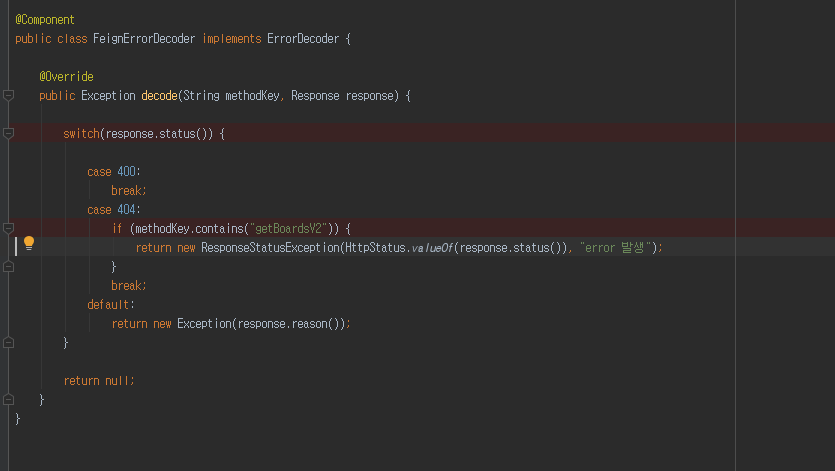 @Component
public class FeignErrorDecoder implements ErrorDecoder {
@Override
public Exception decode(String methodKey, Response response) {
switch(response.status()) {
case 400:
break;
case 404:
if (methodKey.contains("getBoardsV2")) {
return new ResponseStatusException(HttpStatus.valueOf(response.status()), "error 발생");
}
break;
default:
return new Exception(response.reason());
}
return null;
}
}